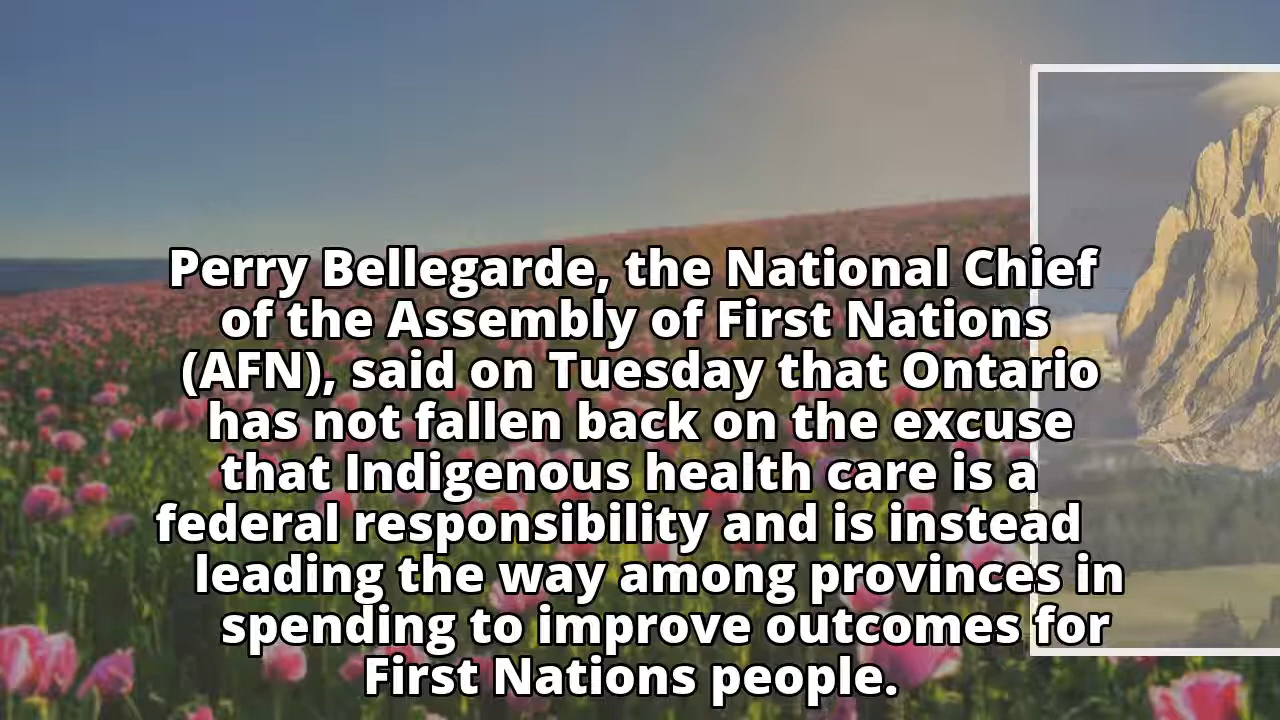 Perry Bellegarde, the National Chief
of the Assembly of First Nations
(AFN), said on Tuesday that Ontario
has not fallen back on the excuse
that Indigenous health care is a
federal responsibility and is instead
leading the way among provinces in
spending to improve outcomes for
First Nations people.